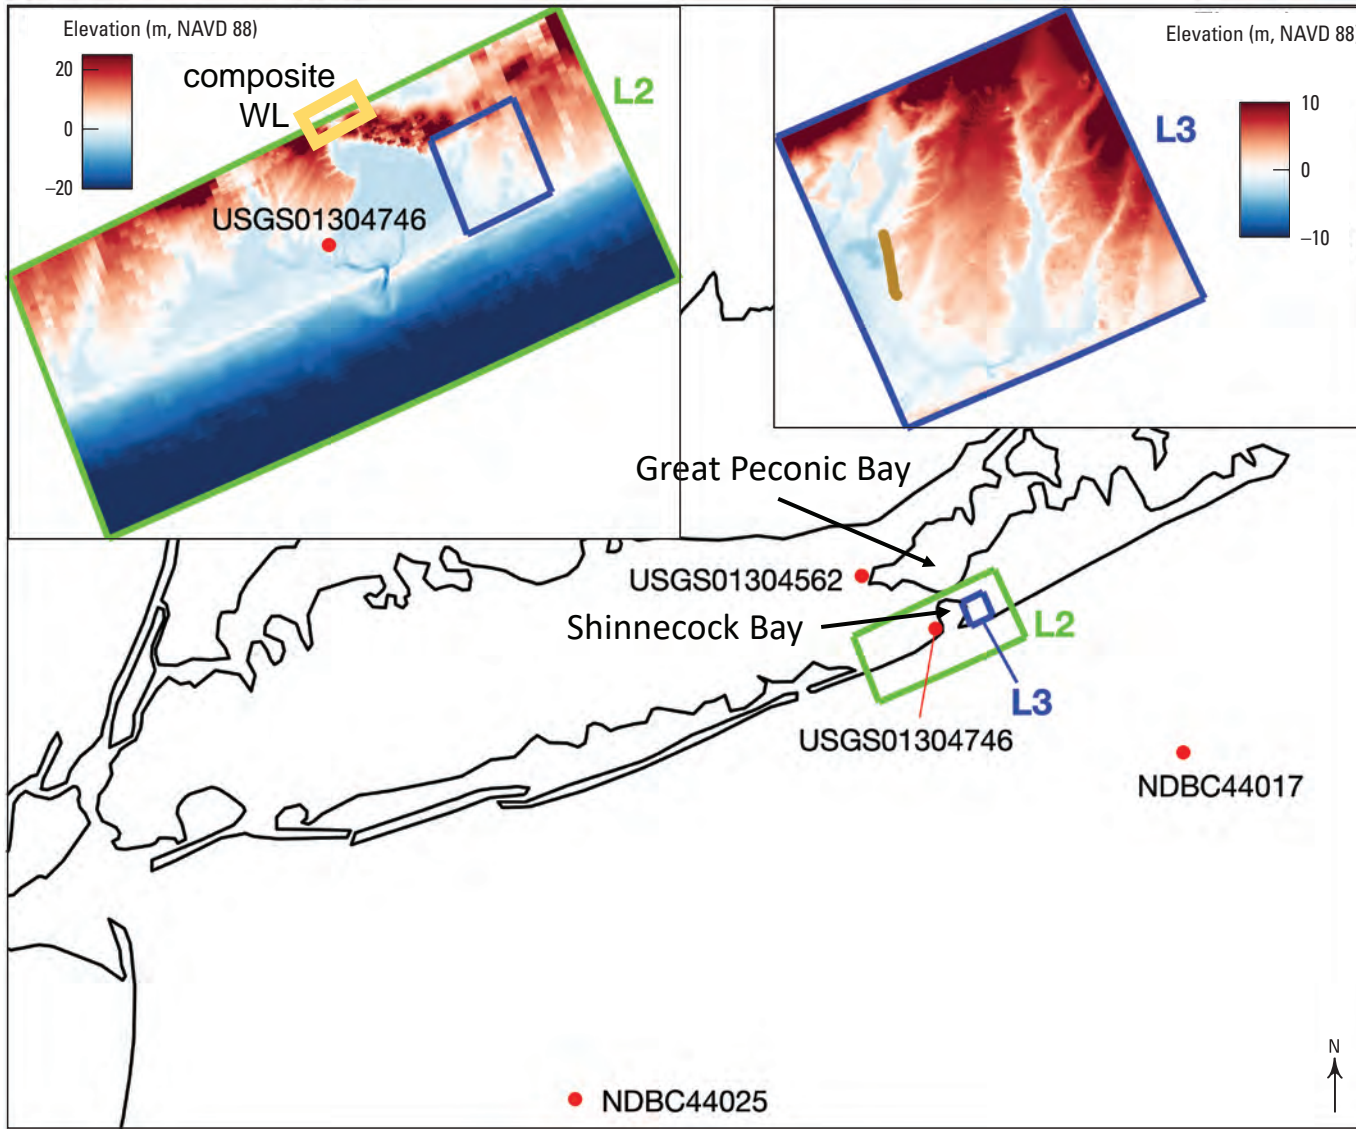 Elevation (m, NAVD 88)
20
0
−20
composite
WL
L2
USGS01304746
Elevation (m, NAVD 88)
L3
10
0
−10
Great Peconic Bay
USGS01304562
Shinnecock Bay
L2
L3
USGS01304746
NDBC44017
N
NDBC44025